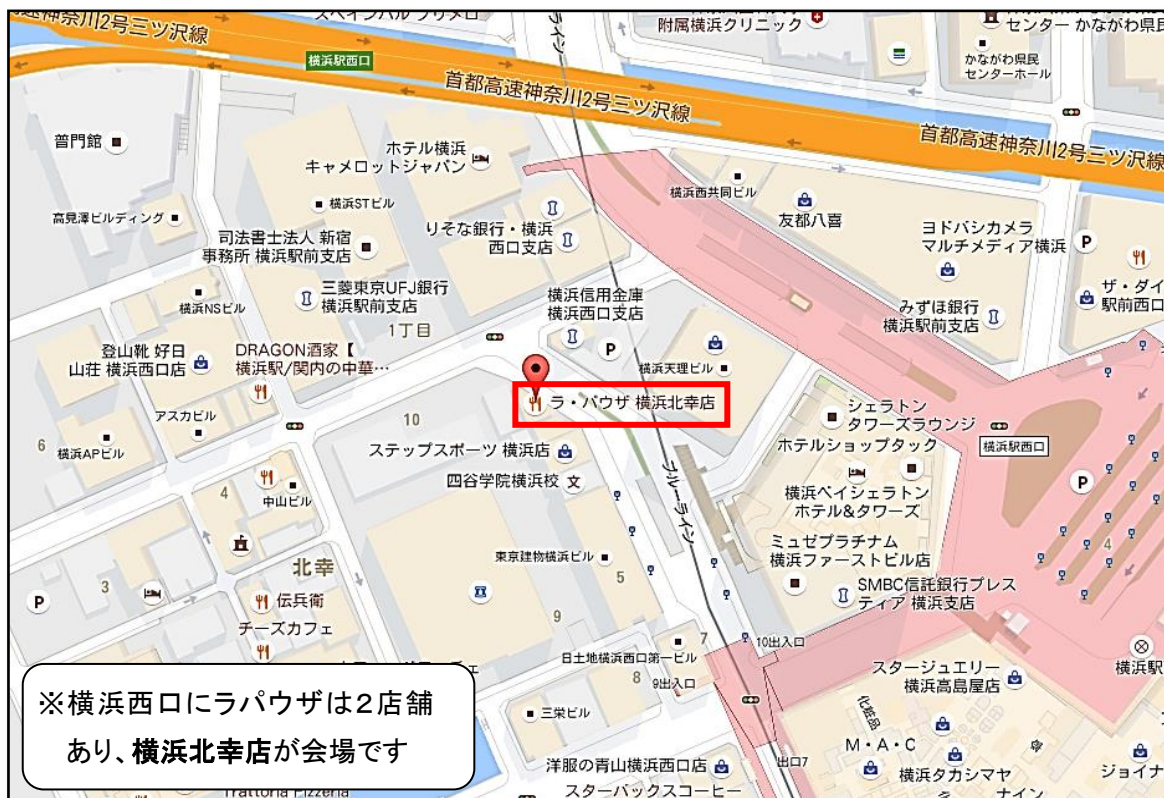 附属横浜クリニック
センター かながわ県民
2号三ツ沢線
横浜駅西口
首都高速神奈川2号三ツ沢線
首都高速神奈川2号三ツ沢線
かながわ県民
センターホール
普門館
ホテル横浜
キャメロットジャパン
横浜西共同ビル
友都八喜
高見澤ビルディング
横浜STビル
りそな銀行・横浜
西口支店
ヨドバシカメラ
マルチメディア横浜
P
司法書士法人 新宿
事務所 横浜駅前支店
三菱東京UFJ銀行
横浜駅前支店
横浜信用金庫
横浜西口支店
みずほ銀行
横浜駅前支店
ザ・ダイ
駅前西口
横浜NSビル
1丁目
P
登山靴 好日
山荘 横浜西口店
DRAGON酒家【
横浜駅/関内の中華…
横浜天理ビル
ラ・パウザ 横浜北幸店
アスカビル
10
シェラトン
タワーズラウンジ
6
横浜APビル
ステップスポーツ 横浜店
ホテルショップタック
横浜駅西口
四谷学院横浜校
文
ブルーライン
横浜ベイシェラトン
ホテル&タワーズ
P
4
中山ビル
ミュゼプラチナム
横浜ファーストビル店
4
東京建物横浜ビル
北幸
5
SMBC信託銀行プレス
ティア 横浜支店
3
P
伝兵衛
チーズカフェ
9
7
10出入口
日土地横浜西口第一ビル
8
9出入口
スタージュエリー
横浜高島屋店
横浜駅
※横浜西口にラパウザは2店舗
あり、横浜北幸店が会場です
三栄ビル
化粧品
M・A・C
横浜タカシマヤ
出口7
洋服の青山横浜西口店
ジョイナ
スターバックスコーヒー
Trattoria Pizzeria